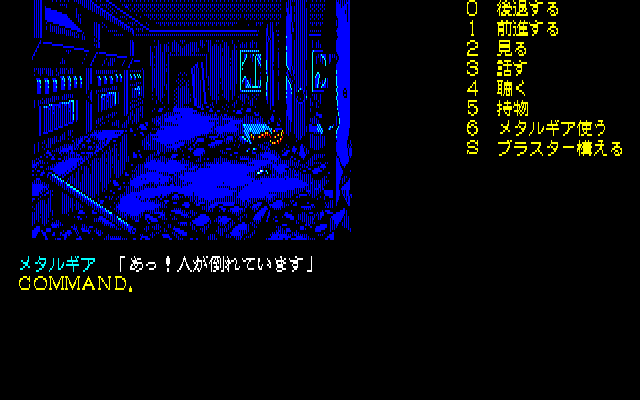 0 後退する
1 前進する
2 見る
3 話す
4 聴く
5 持物
6 メタルギア使う
S ブラスター構える
メタルギア 「あっ！人が倒れています」
COMMAND.